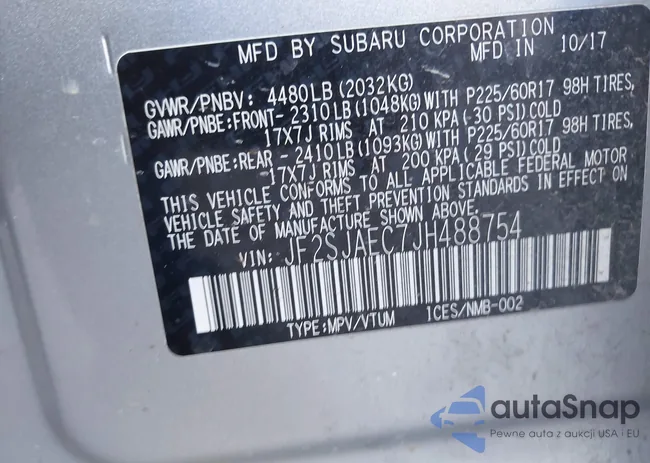 MFD BY SUBARU CORPORATION
MFD IN 10/17
GVWR/PNBV: 4480LB (2032KG)
GAWR/PNBE:FRONT- 2310LB (1048KG)WITH P225/60R17 98H TIRES,
17X7J RIMS AT 210 KPA (-30 PSI)COLD
GAWR/PNBE:REAR - 2410LB (1093KG)WITH P225/60R17 98H TIRES,
17X7J RIMS AT 200 KPA ( 29 PSI)COLD
THIS VEHICLE CONFORMS TO ALL APPLICABLE FEDERAL MOTOR
VEHICLE SAFETY AND THEFT PREVENTION STANDARDS IN EFFECT ON
THE DATE OF MANUFACTURE SHOWN ABOVE.
VIN: JF2SJAEC7JH488754
TYPE:MPV/VTUM ICES/NMB-002
autaSnap
Pewne auta z aukcji USA i EU